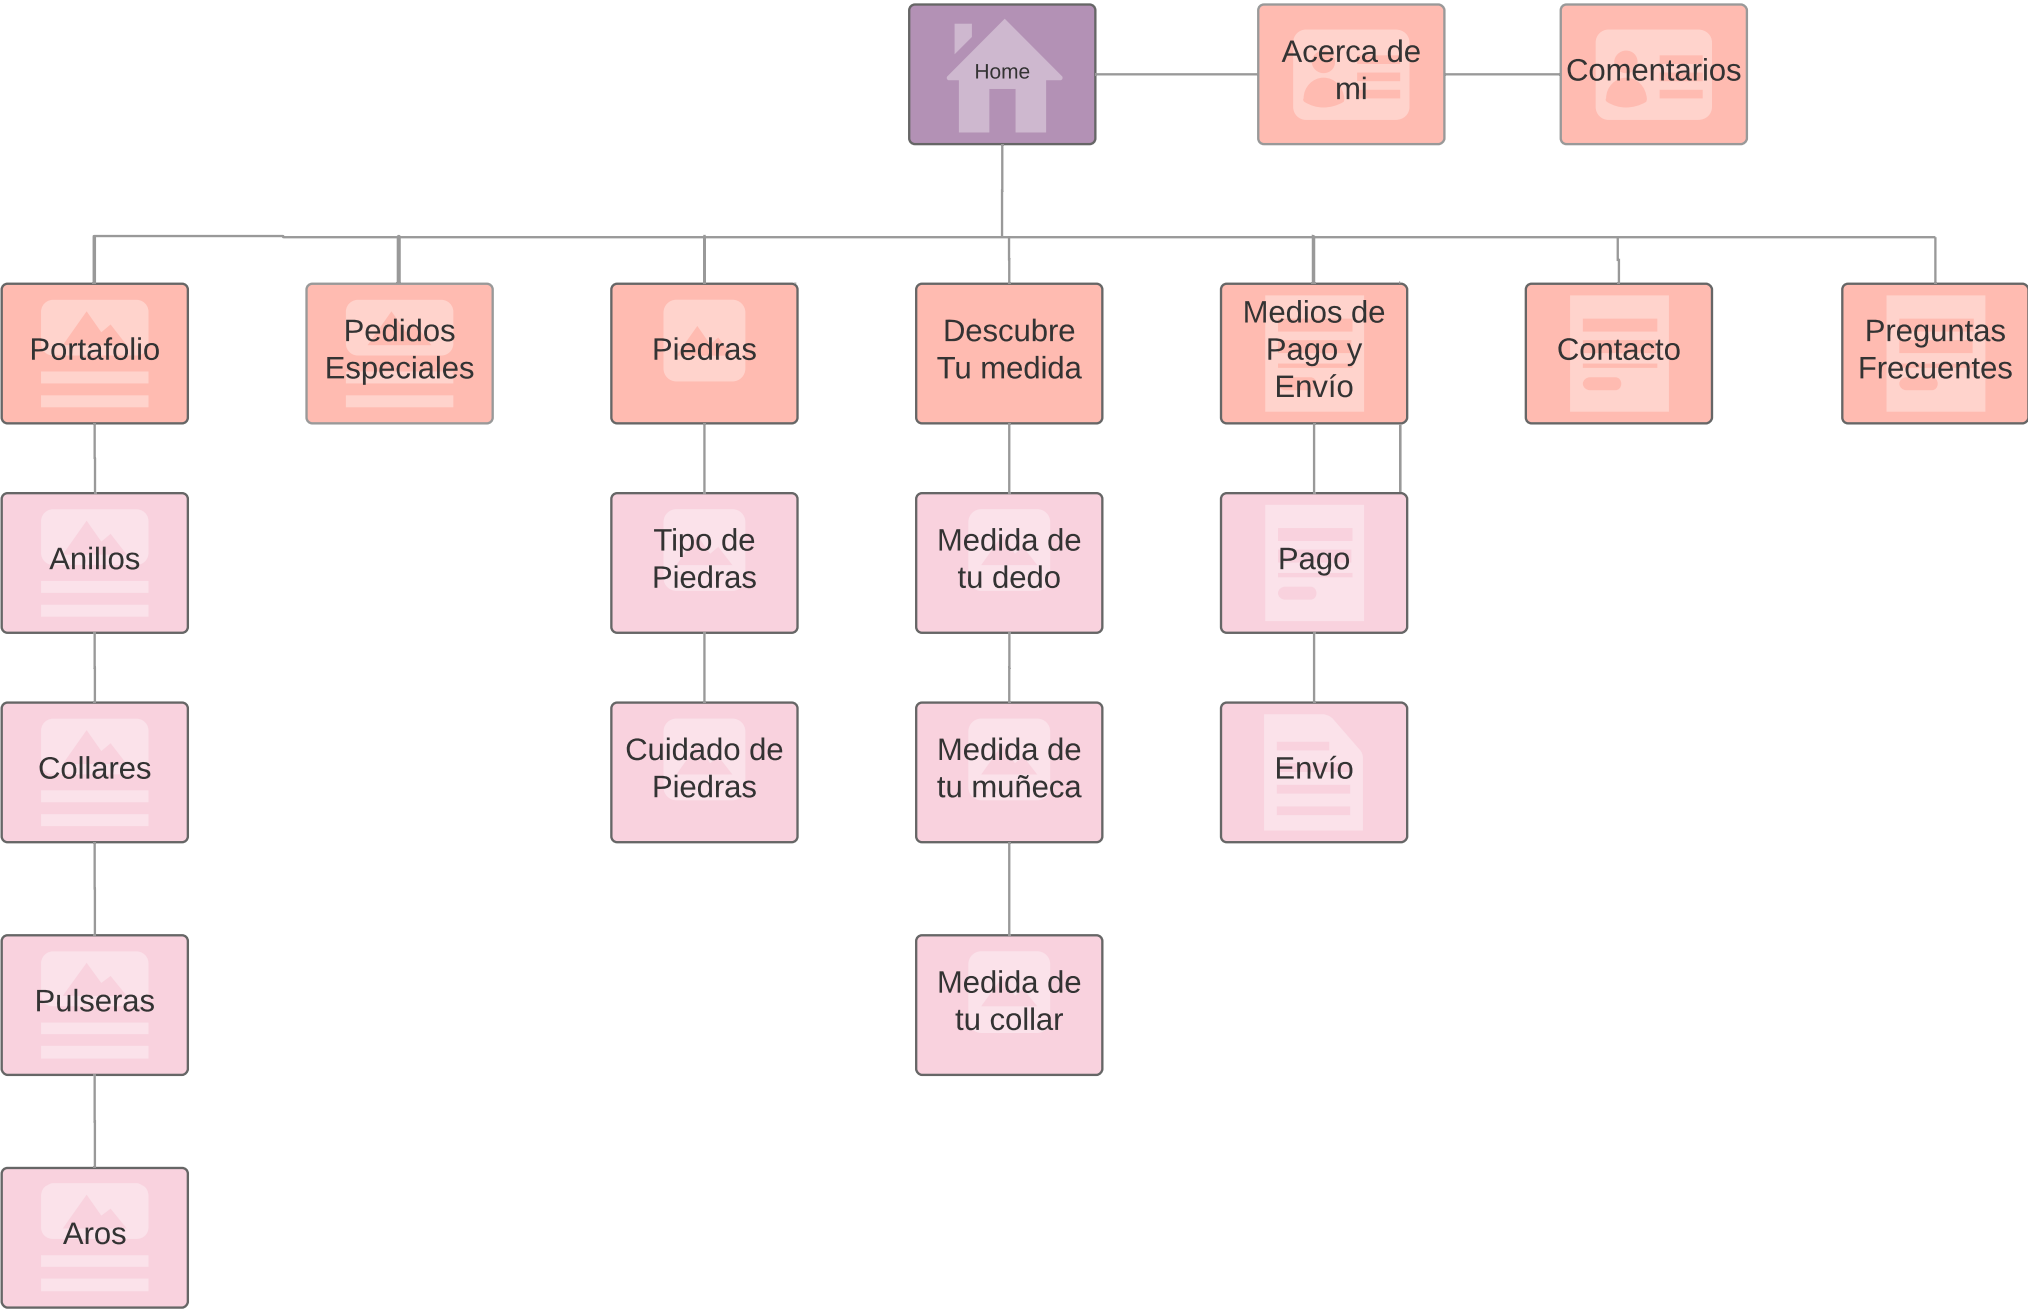 Home
Acerca de
mi
Comentarios
Portafolio
Pedidos
Especiales
Piedras
Descubre
Tu medida
Medios de
Pago y
Envío
Contacto
Preguntas
Frecuentes
Anillos
Tipo de
Piedras
Medida de
tu dedo
Pago
Collares
Cuidado de
Piedras
Medida de
tu muñeca
Envío
Pulseras
Medida de
tu collar
Aros